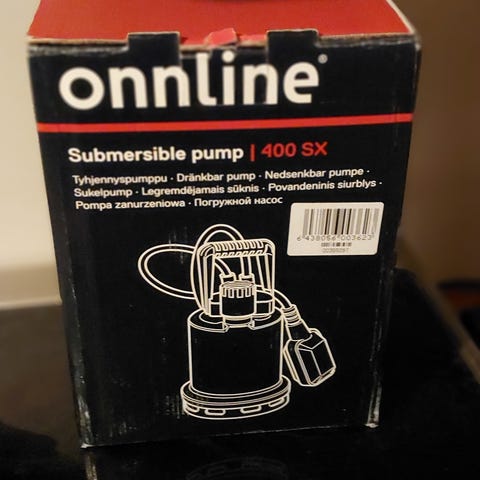 onnline®
Submersible pump | 400 SX
Tyhjennyspumppu · Dränkbar pump · Nedsenkbar pumpe ·
Sukelpump · Legremdējamais sūknis · Povandeninis siurblys ·
Pompa zanurzeniowa · Погружной насос
6 438056 003623